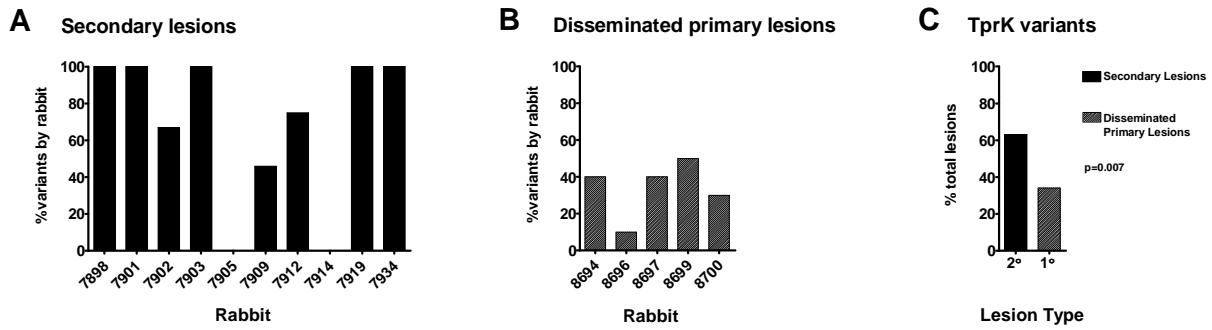 A Secondary lesions
%variants by rabbit
100
80
60
40
20
0
7898 7901 7902 7903 7905 7909 7912 7914 7919 7934
Rabbit
B Disseminated primary lesions
%variants by rabbit
100
80
60
40
20
0
8694 8696 8697 8699 8700
Rabbit
C TprK variants
% total lesions
100
80
60
40
20
0
2° 1°
Lesion Type
Secondary Lesions
Disseminated
Primary Lesions
p=0.007